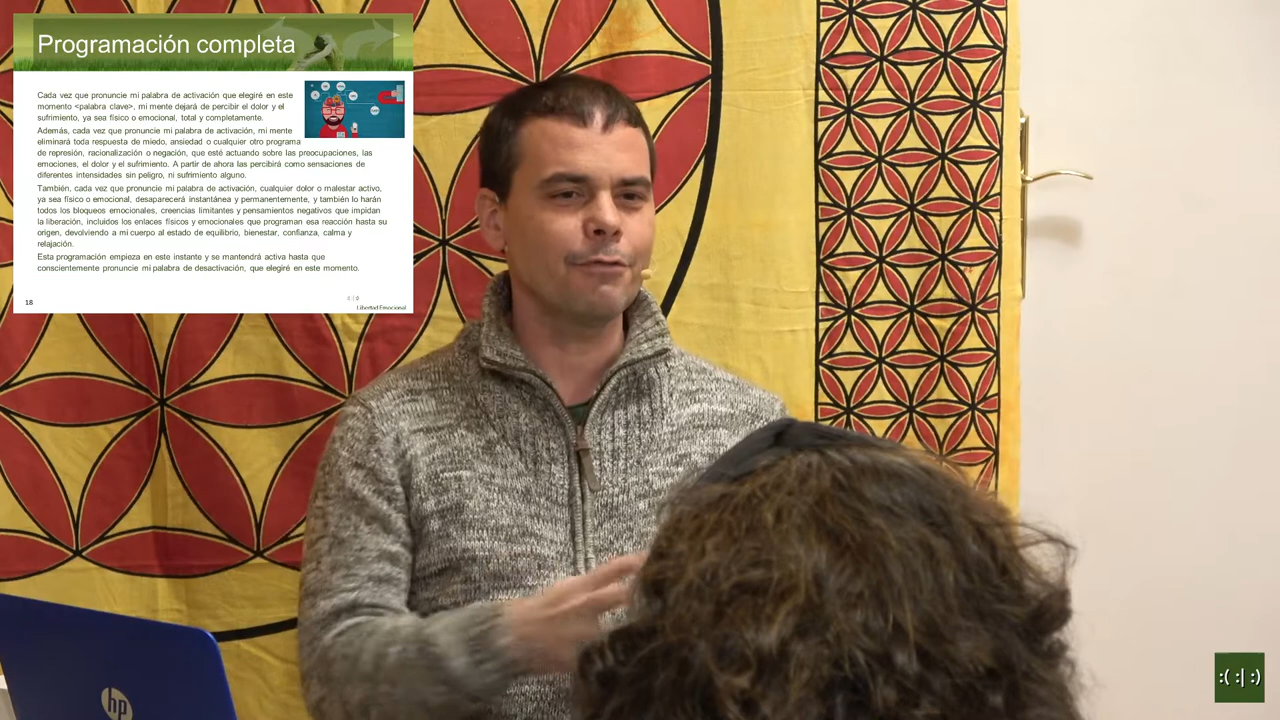 Programación completa
Cada vez que pronuncie mi palabra de activación que elegiré en este
momento <palabra clave>, mi mente dejará de percibir el dolor y el
sufrimiento, ya sea físico o emocional, total y completamente.
Además, cada vez que pronuncie mi palabra de activación, mi mente
eliminará toda respuesta de miedo, ansiedad o cualquier otro programa
de represión, racionalización o negación, que esté actuando sobre las preocupaciones, las
emociones, el dolor y el sufrimiento. A partir de ahora las percibirá como sensaciones de
diferentes intensidades sin peligro, ni sufrimiento alguno.
También, cada vez que pronuncie mi palabra de activación, cualquier dolor o malestar activo,
ya sea físico o emocional, desaparecerá instantánea y permanentemente, y también lo harán
todos los bloqueos emocionales, creencias limitantes y pensamientos negativos que impidan
la liberación, incluidos los enlaces físicos y emocionales que programan esa reacción hasta su
origen, devolviendo a mi cuerpo al estado de equilibrio, bienestar, confianza, calma y
relajación.
Esta programación empieza en este instante y se mantendrá activa hasta que
conscientemente pronuncie mi palabra de desactivación, que elegiré en este momento.
18
Libertad Emocional
hp
:( :| :)